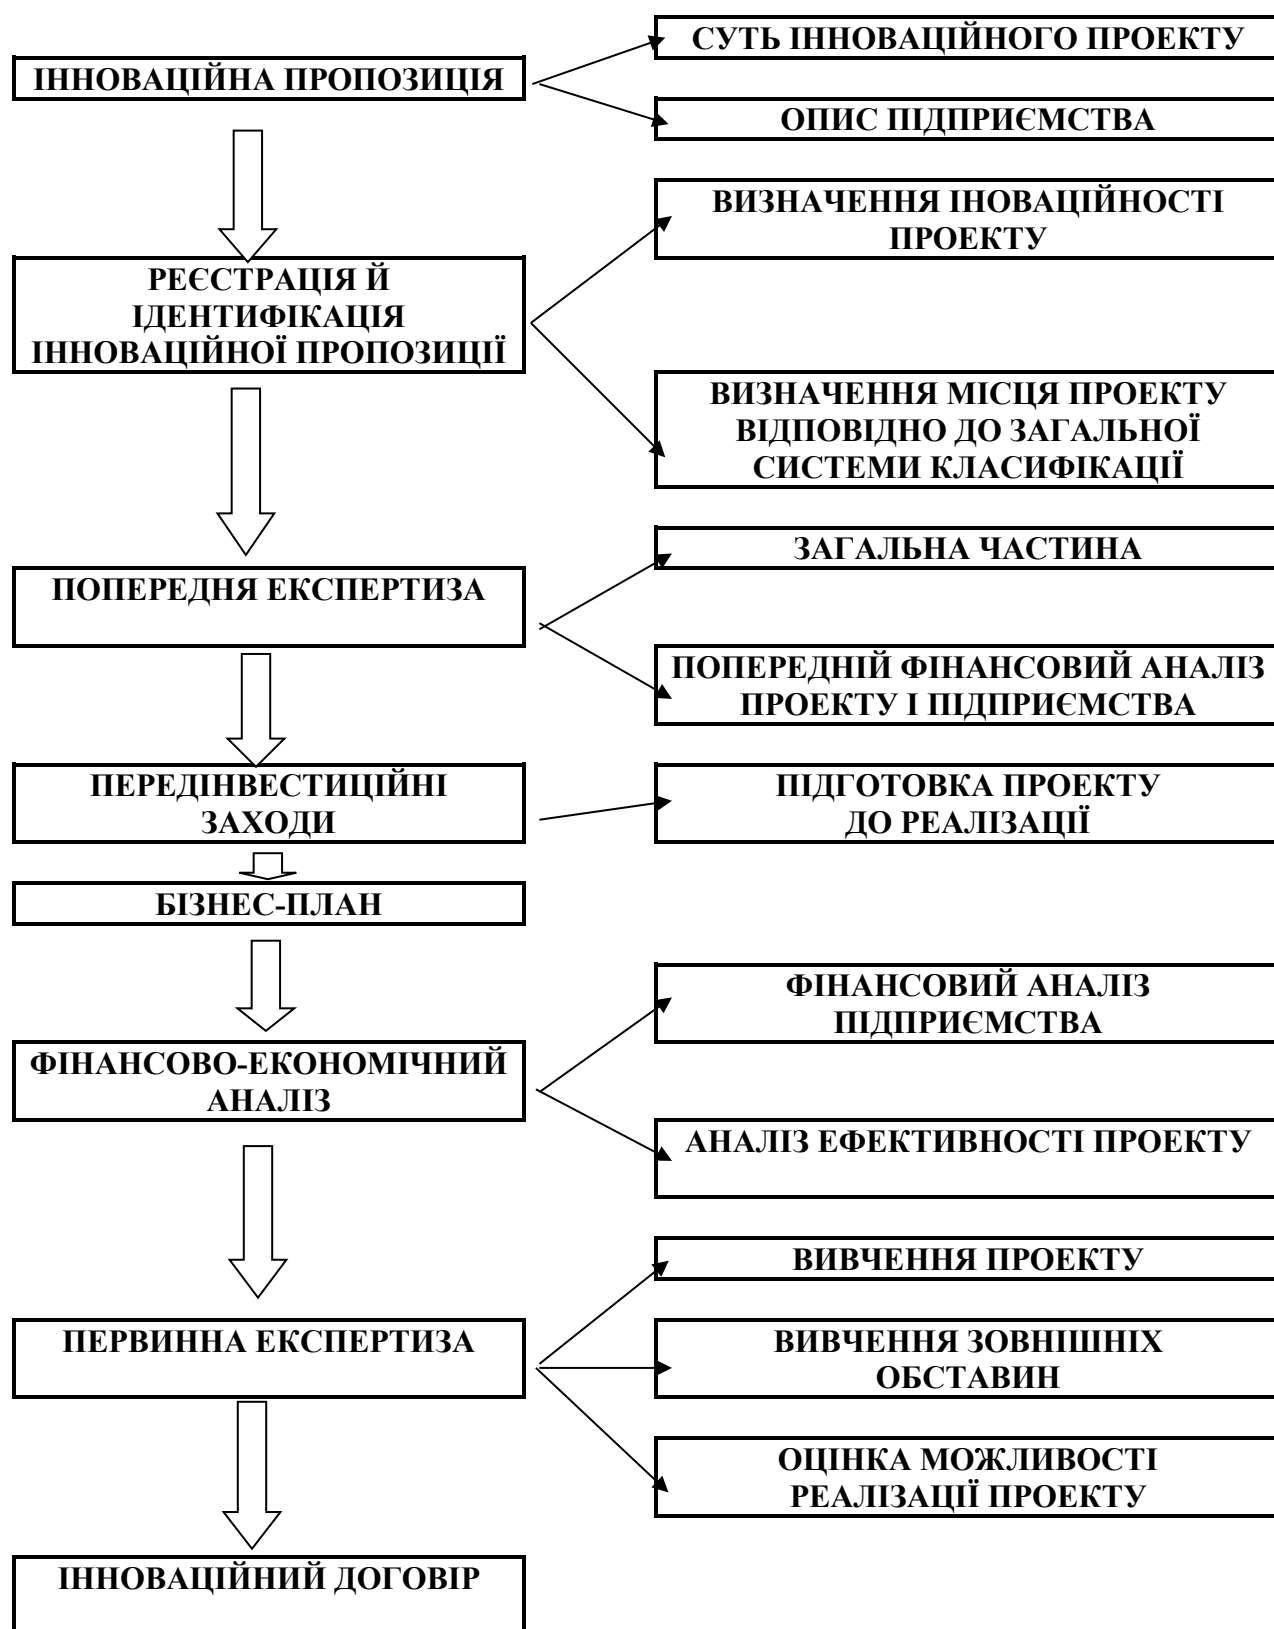 СУТЬ ІННОВАЦІЙНОГО ПРОЕКТУ
ІННОВАЦІЙНА ПРОПОЗИЦІЯ
ОПИС ПІДПРИЄМСТВА
ВИЗНАЧЕННЯ ІНОВАЦІЙНОСТІ
ПРОЕКТУ
РЕЄСТРАЦІЯ Й
ІДЕНТИФІКАЦІЯ
ІННОВАЦІЙНОЇ ПРОПОЗИЦІЇ
ВИЗНАЧЕННЯ МІСЦЯ ПРОЕКТУ
ВІДПОВІДНО ДО ЗАГАЛЬНОЇ
СИСТЕМИ КЛАСИФІКАЦІЇ
ЗАГАЛЬНА ЧАСТИНА
ПОПЕРЕДНЯ ЕКСПЕРТИЗА
ПОПЕРЕДНІЙ ФІНАНСОВИЙ АНАЛІЗ
ПРОЕКТУ І ПІДПРИЄМСТВА
ПЕРЕДІНВЕСТИЦІЙНІ
ЗАХОДИ
ПІДГОТОВКА ПРОЕКТУ
ДО РЕАЛІЗАЦІЇ
БІЗНЕС-ПЛАН
ФІНАНСОВИЙ АНАЛІЗ
ПІДПРИЄМСТВА
ФІНАНСОВО-ЕКОНОМІЧНИЙ
АНАЛІЗ
АНАЛІЗ ЕФЕКТИВНОСТІ ПРОЕКТУ
ВИВЧЕННЯ ПРОЕКТУ
ПЕРВИННА ЕКСПЕРТИЗА
ВИВЧЕННЯ ЗОВНІШНІХ
ОБСТАВИН
ОЦІНКА МОЖЛИВОСТІ
РЕАЛІЗАЦІЇ ПРОЕКТУ
ІННОВАЦІЙНИЙ ДОГОВІР